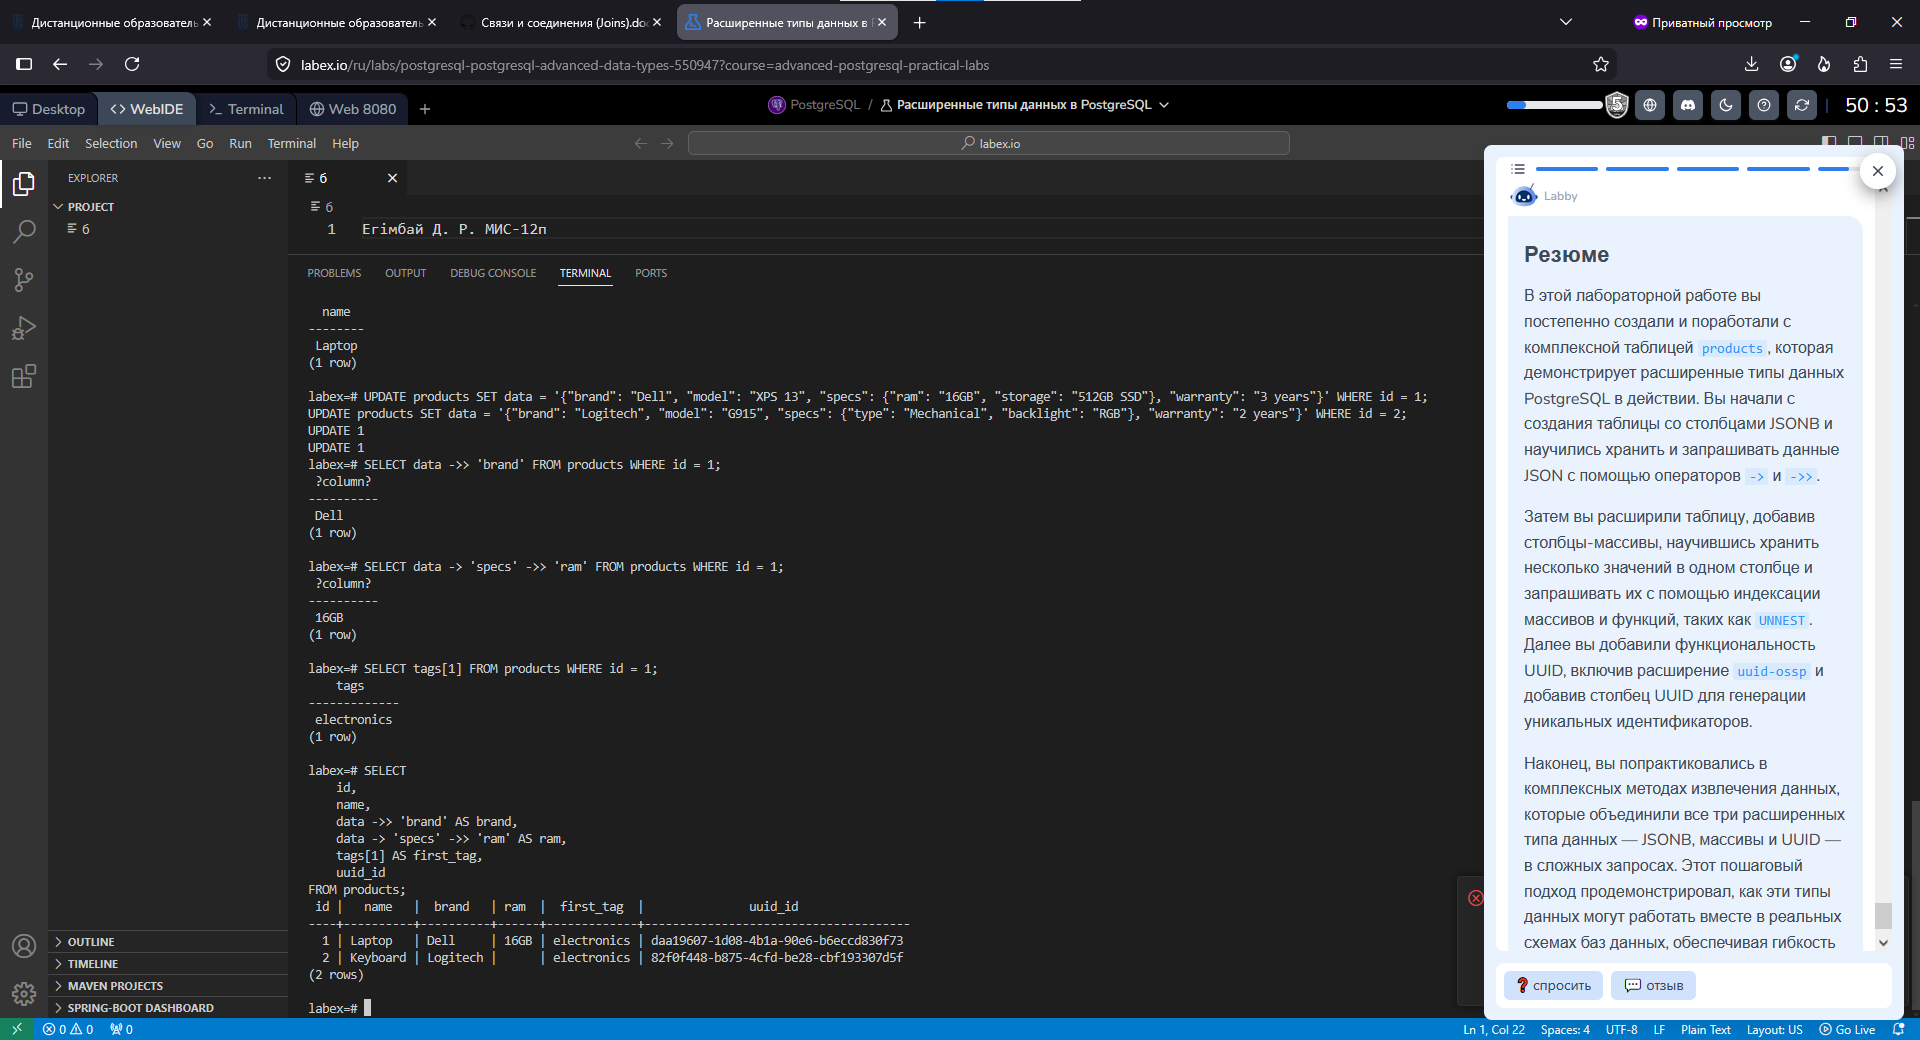 Дистанционные образователь
Дистанционные образователь
Связи и соединения (Joins).do
Расширенные типы данных в
Приватный просмотр
labex.io/ru/labs/postgresql-postgresql-advanced-data-types-550947?course=advanced-postgresql-practical-labs
Desktop
WebIDE
Terminal
Web 8080
PostgreSQL / Расширенные типы данных в PostgreSQL
5
50 : 53
File Edit Selection View Go Run Terminal Help
labex.io
EXPLORER
PROJECT
б
б
б
1 Егімбай Д. Р. МИС-12п
PROBLEMS OUTPUT DEBUG CONSOLE TERMINAL PORTS
name
--------
Laptop
(1 row)
labex=# UPDATE products SET data = '{"brand": "Dell", "model": "XPS 13", "specs": {"ram": "16GB", "storage": "512GB SSD"}, "warranty": "3 years"}' WHERE id = 1;
UPDATE products SET data = '{"brand": "Logitech", "model": "G915", "specs": {"type": "Mechanical", "backlight": "RGB"}, "warranty": "2 years"}' WHERE id = 2;
UPDATE 1
UPDATE 1
labex=# SELECT data ->> 'brand' FROM products WHERE id = 1;
?column?
----------
Dell
(1 row)
labex=# SELECT data -> 'specs' ->> 'ram' FROM products WHERE id = 1;
?column?
----------
16GB
(1 row)
labex=# SELECT tags[1] FROM products WHERE id = 1;
tags
-------------
electronics
(1 row)
labex=# SELECT
id,
name,
data ->> 'brand' AS brand,
data -> 'specs' ->> 'ram' AS ram,
tags[1] AS first_tag,
uuid_id
FROM products;
id | name | brand | ram | first_tag | uuid_id
----+----------+----------+------+-------------+--------------------------------------
1 | Laptop | Dell | 16GB | electronics | daa19607-1d08-4b1a-90e6-b6eccd830f73
2 | Keyboard | Logitech | | electronics | 82f0f448-b875-4cfd-be28-cbf193307d5f
(2 rows)
labex=#
OUTLINE
TIMELINE
MAVEN PROJECTS
SPRING-BOOT DASHBOARD
Labby
Резюме
В этой лабораторной работе вы
постепенно создали и поработали с
комплексной таблицей products, которая
демонстрирует расширенные типы данных
PostgreSQL в действии. Вы начали с
создания таблицы со столбцами JSONB и
научились хранить и запрашивать данные
JSON с помощью операторов -> и ->>.
Затем вы расширили таблицу, добавив
столбцы-массивы, научившись хранить
несколько значений в одном столбце и
запрашивать их с помощью индексации
массивов и функций, таких как UNNEST.
Далее вы добавили функциональность
UUID, включив расширение uuid-ossp и
добавив столбец UUID для генерации
уникальных идентификаторов.
Наконец, вы попрактиковались в
комплексных методах извлечения данных,
которые объединили все три расширенных
типа данных — JSONB, массивы и UUID —
в сложных запросах. Этот пошаговый
подход продемонстрировал, как эти типы
данных могут работать вместе в реальных
схемах баз данных, обеспечивая гибкость
спросить
отзыв
0 0 0
Ln 1, Col 22 Spaces: 4 UTF-8 LF Plain Text Layout: US Go Live